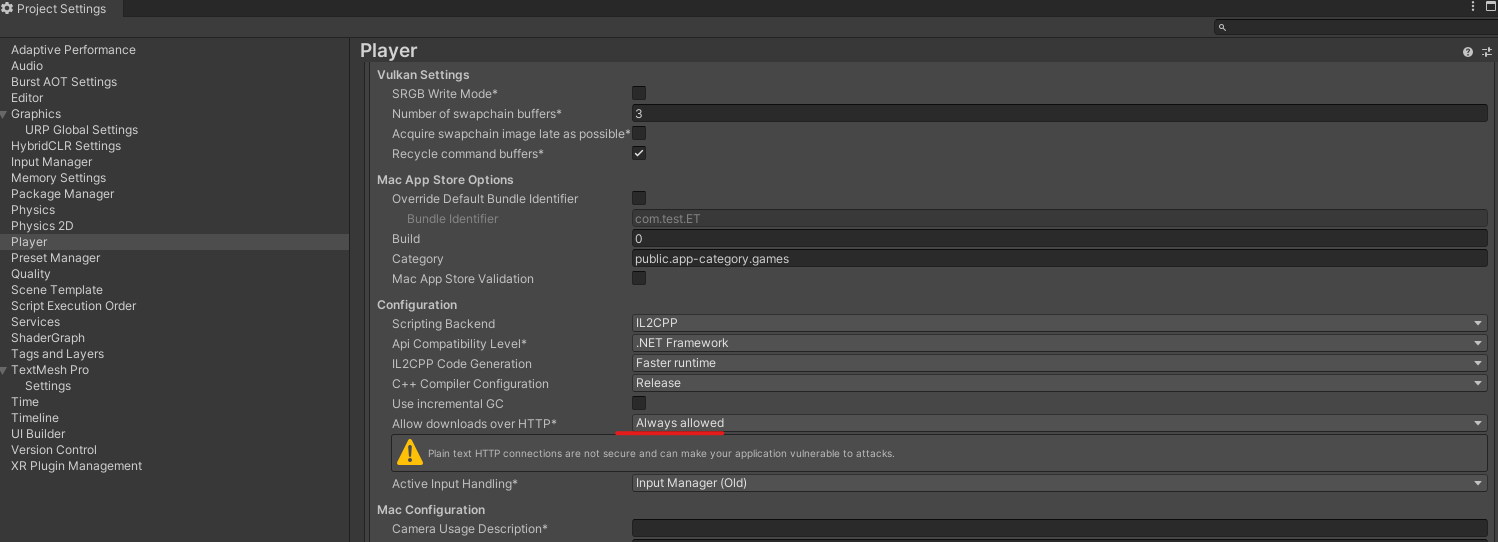 Project Settings
Adaptive Performance
Audio
Burst AOT Settings
Editor
Graphics
URP Global Settings
HybridCLR Settings
Input Manager
Memory Settings
Package Manager
Physics
Physics 2D
Player
Preset Manager
Quality
Scene Template
Script Execution Order
Services
ShaderGraph
Tags and Layers
TextMesh Pro
Settings
Time
Timeline
UI Builder
Version Control
XR Plugin Management
Player
Vulkan Settings
SRGB Write Mode*
Number of swapchain buffers* 3
Acquire swapchain image late as possible*
Recycle command buffers*
Mac App Store Options
Override Default Bundle Identifier
Bundle Identifier com.test.ET
Build 0
Category public.app-category.games
Mac App Store Validation
Configuration
Scripting Backend IL2CPP
Api Compatibility Level* .NET Framework
IL2CPP Code Generation Faster runtime
C++ Compiler Configuration Release
Use incremental GC
Allow downloads over HTTP* Always allowed
Plain text HTTP connections are not secure and can make your application vulnerable to attacks.
Active Input Handling* Input Manager (Old)
Mac Configuration
Camera Usage Description*